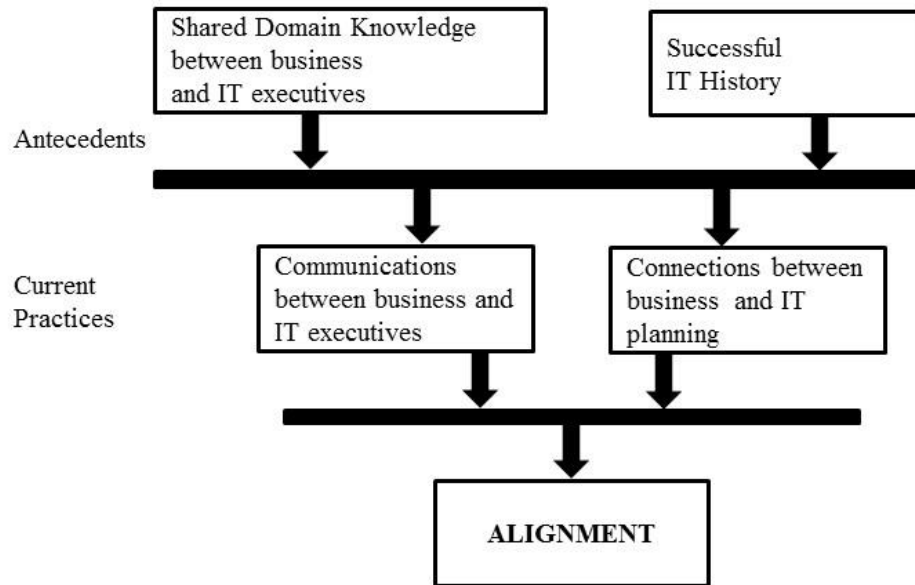 Shared Domain Knowledge
between business
and IT executives
Successful
IT History
Antecedents
Communications
between business and
IT executives
Connections between
business and IT
planning
Current
Practices
ALIGNMENT